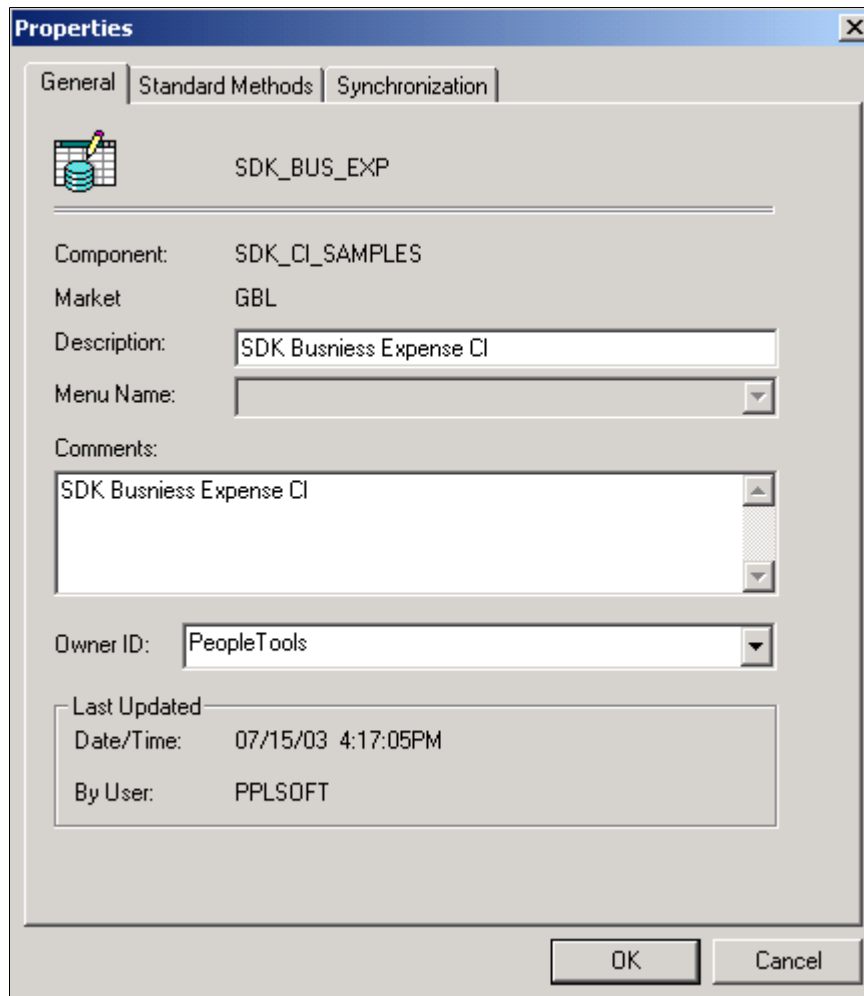 Properties
General Standard Methods Synchronization
SDK_BUS_EXP
Component: SDK_CI_SAMPLES
Market GBL
Description: SDK Busniess Expense CI
Menu Name:
Comments:
SDK Busniess Expense CI
Owner ID: PeopleTools
Last Updated
Date/Time: 07/15/03 4:17:05PM
By User: PPLSOFT
OK Cancel